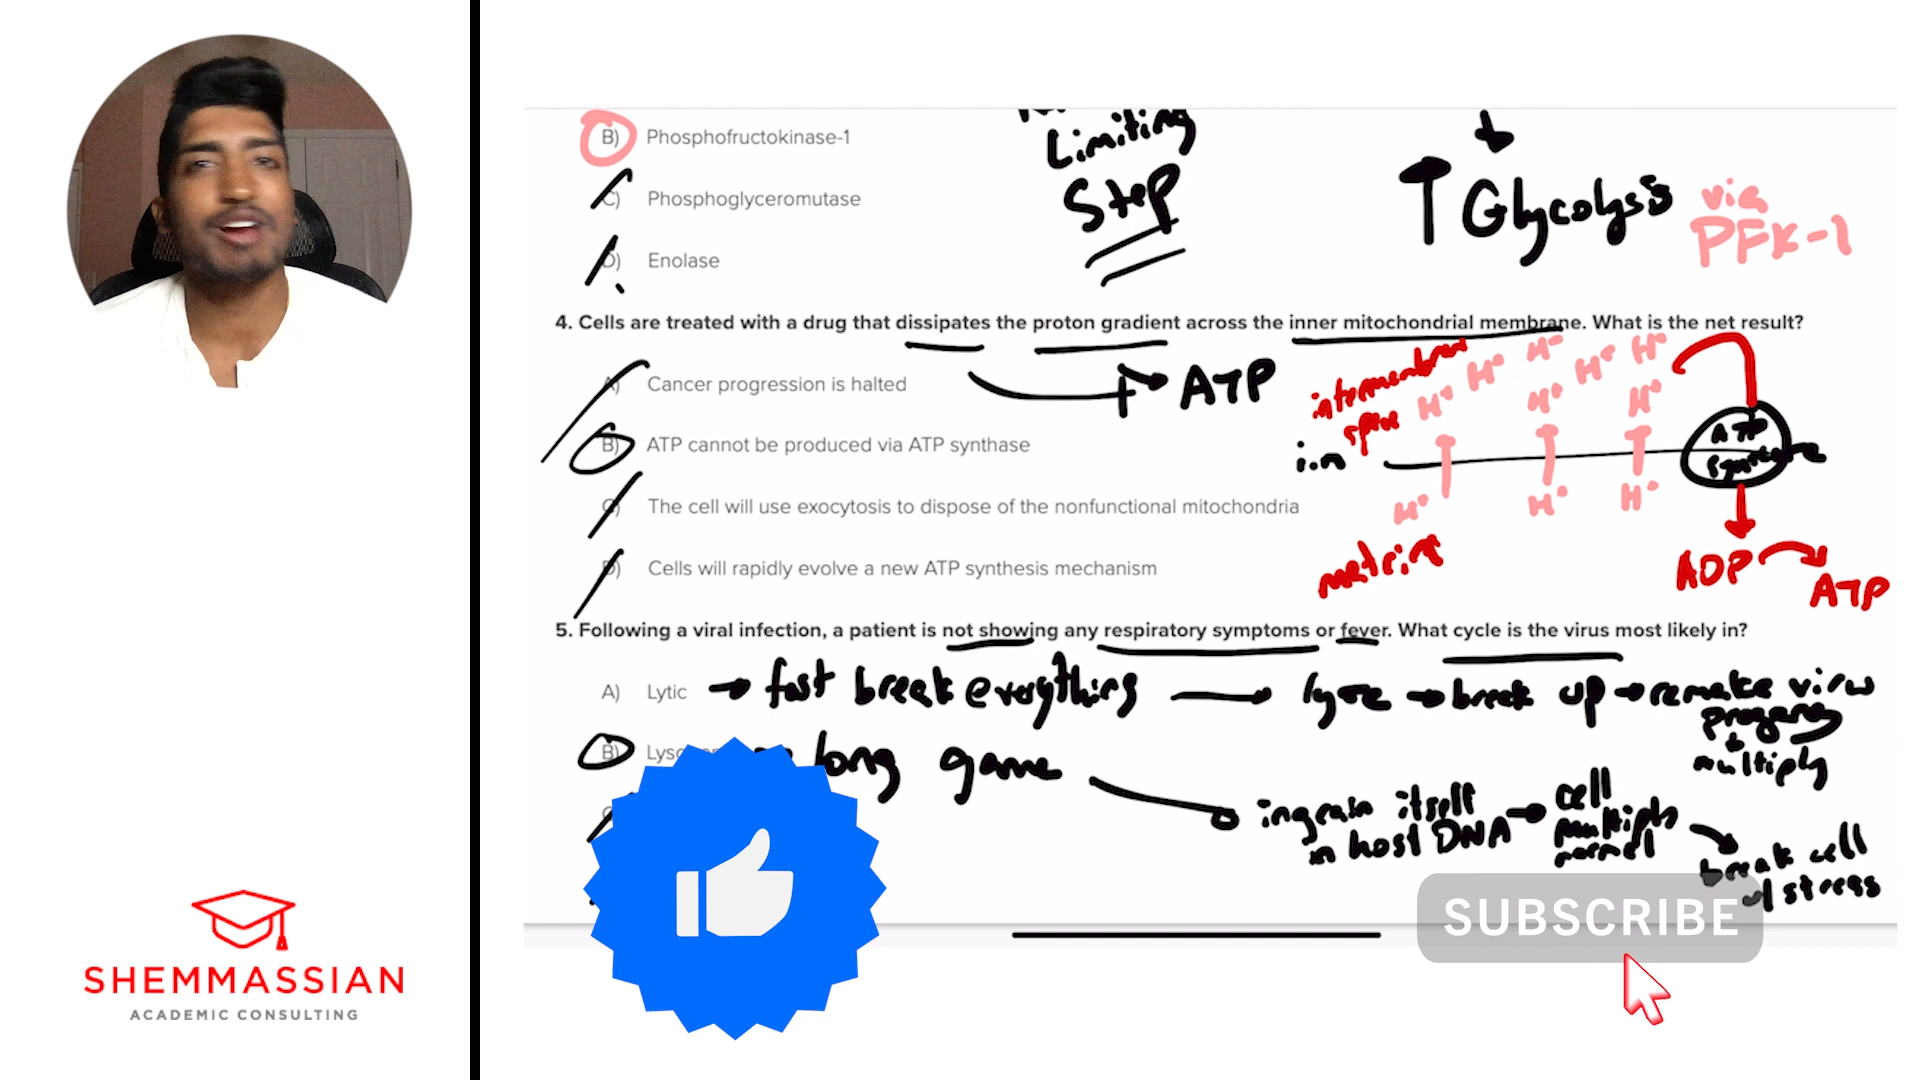 Limiting
Step
B) Phosphofructokinase-1
C) Phosphoglyceromutase
D) Enolase
↑ Glycolysis
via
PFK-1
4. Cells are treated with a drug that dissipates the proton gradient across the inner mitochondrial membrane. What is the net result?
A) Cancer progression is halted
B) ATP cannot be produced via ATP synthase
C) The cell will use exocytosis to dispose of the nonfunctional mitochondria
D) Cells will rapidly evolve a new ATP synthesis mechanism
ATP
intermembrane
space
i.m
H⁺ H⁺ H⁺ H⁺
H⁺ H⁺ H⁺
H⁺ H⁺ H⁺
matrix
ATP
ADP → ATP
5. Following a viral infection, a patient is not showing any respiratory symptoms or fever. What cycle is the virus most likely in?
A) Lytic → fast break everything → lyse → break up → remake virus
progeny
+
multiply
B)
long game
ingrain itself
in host DNA → cell
multiply
normal
break cell
stress
SUBSCRIBE
SHEMMASSIAN
ACADEMIC CONSULTING